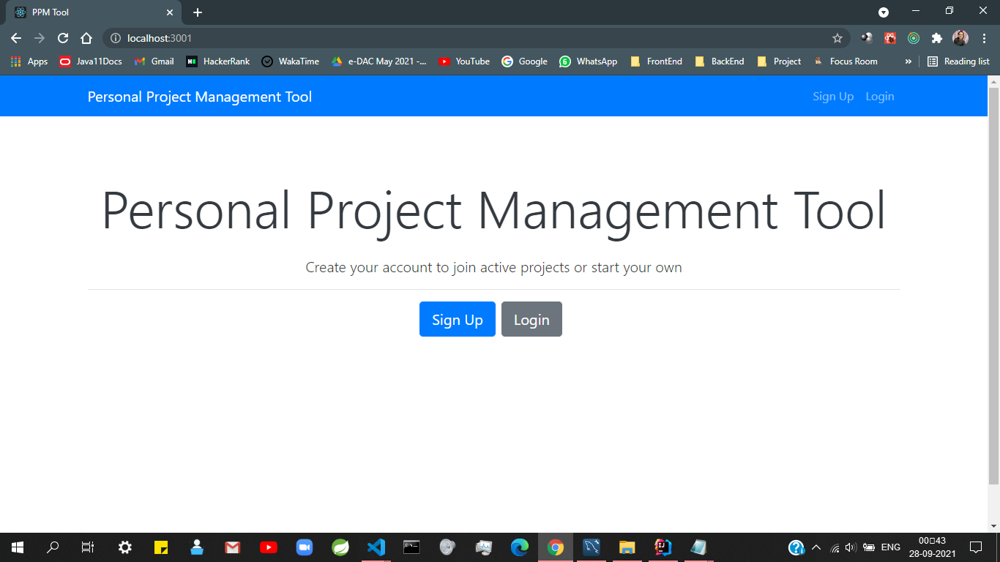 PPM Tool
localhost:3001
Apps Java11Docs Gmail HackerRank WakaTime e-DAC May 2021 -... YouTube Google WhatsApp FrontEnd BackEnd Project Focus Room » Reading list
Personal Project Management Tool Sign Up Login
Personal Project Management Tool
Create your account to join active projects or start your own
Sign Up Login
ENG
00▯43
28-09-2021